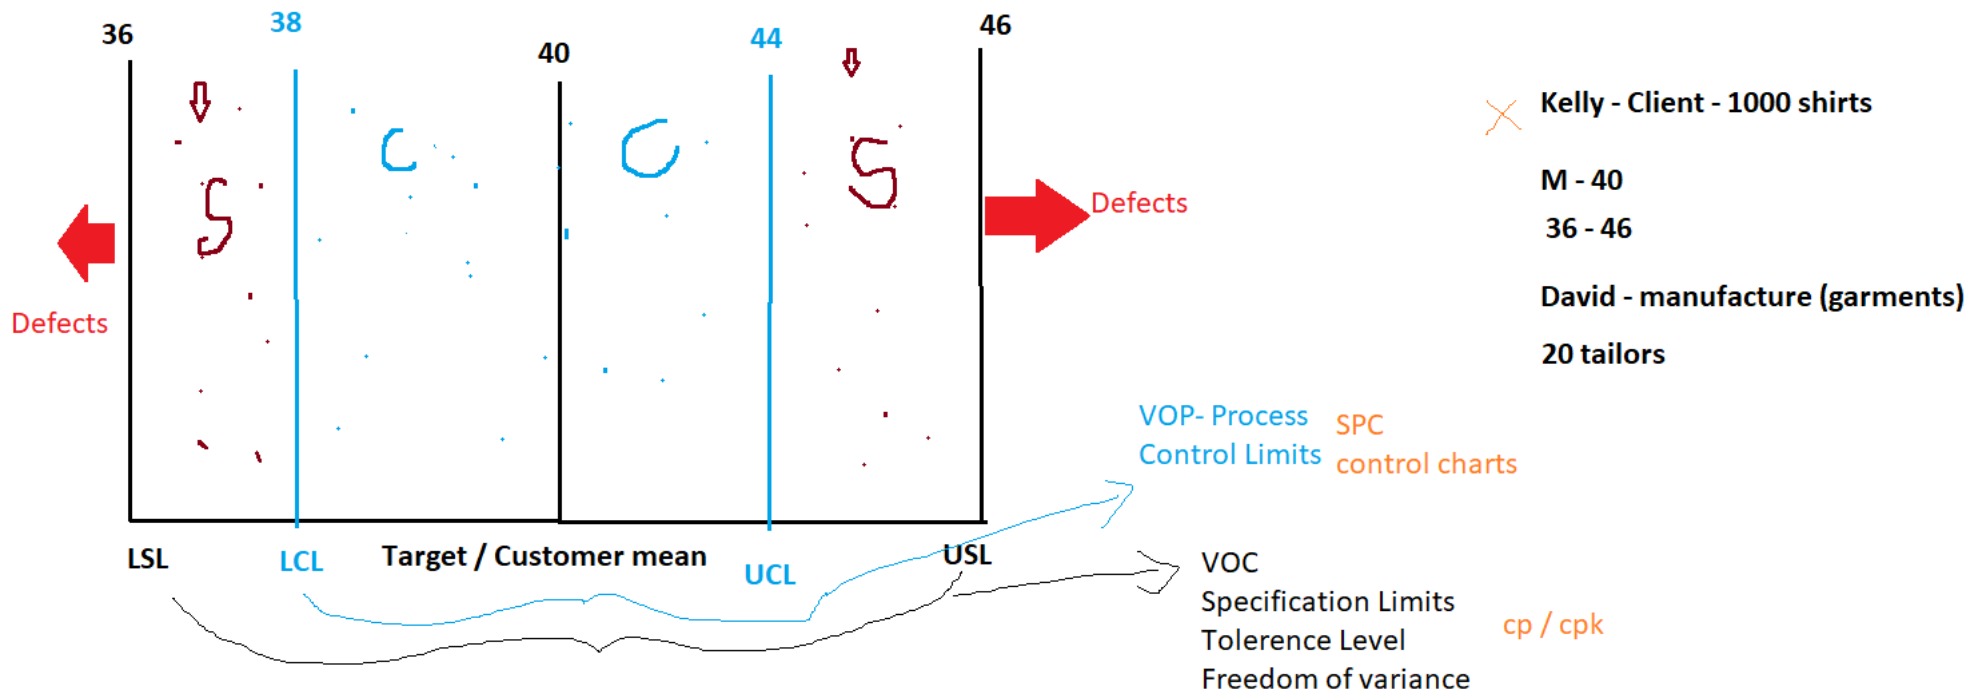 36
38
40
44
46
S
C
C
S
Defects
Defects
LSL
LCL
Target / Customer mean
UCL
USL
Kelly - Client - 1000 shirts
M - 40
36 - 46
David - manufacture (garments)
20 tailors
VOP- Process
Control Limits
SPC
control charts
VOC
Specification Limits
Tolerence Level
Freedom of variance
cp / cpk